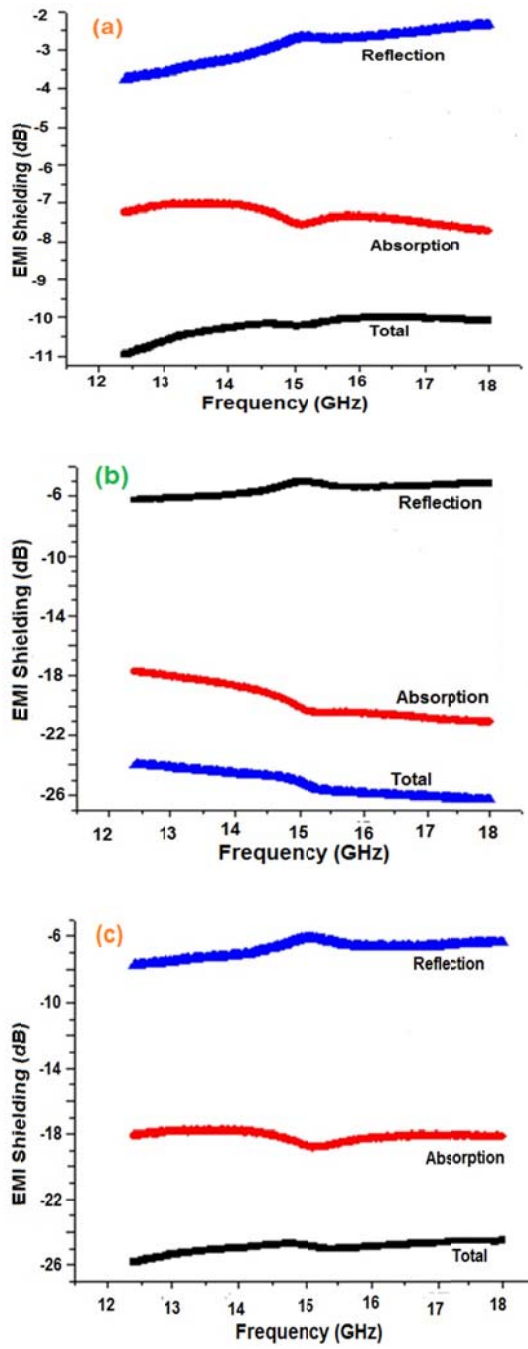 (a)
EMI Shielding (dB)
-2
-3
-4
-5
-6
-7
-8
-9
-10
-11
Reflection
Absorption
Total
12 13 14 15 16 17 18
Frequency (GHz)
(b)
EMI Shielding (dB)
-6
-10
-14
-18
-22
-26
Reflection
Absorption
Total
12 13 14 15 16 17 18
Frequency (GHz)
(c)
EMI Shielding (dB)
-6
-10
-14
-18
-22
-26
Reflection
Absorption
Total
12 13 14 15 16 17 18
Frequency (GHz)